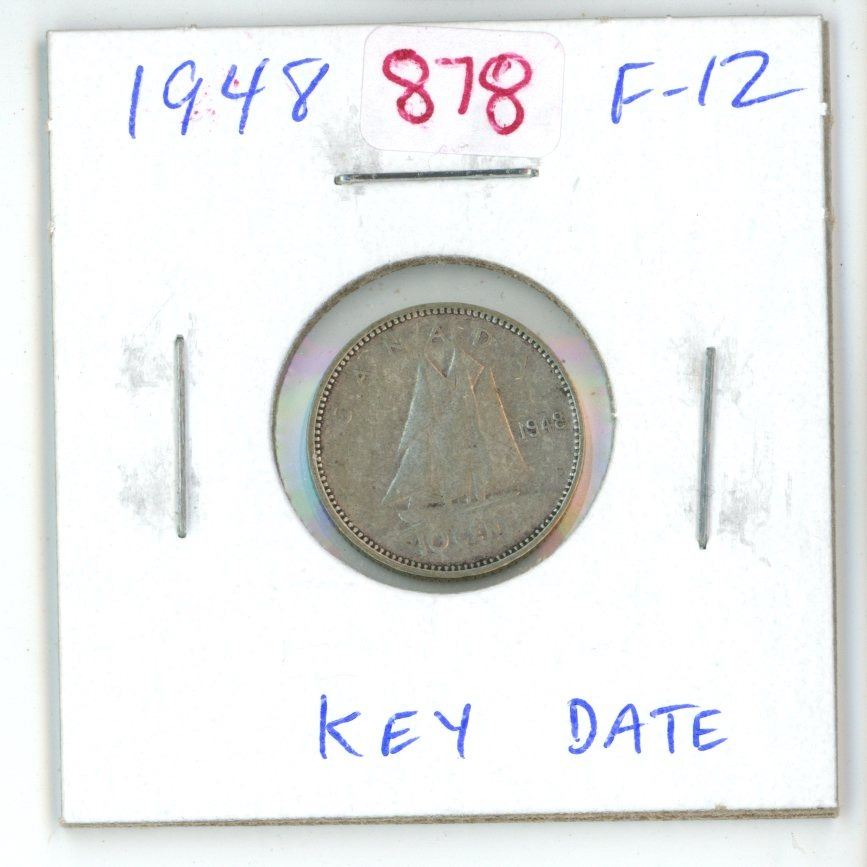 1948 878 F-12
CANADA
1948
10 CENTS
KEY DATE